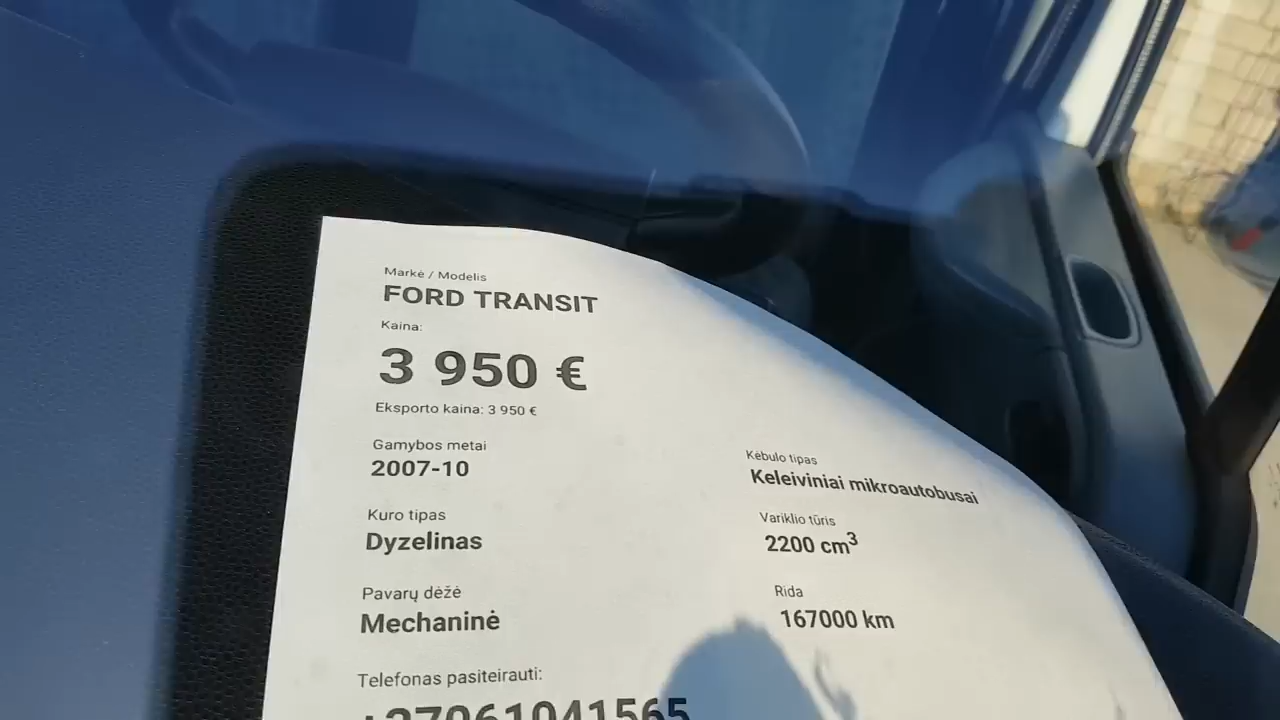 Markė / Modelis
FORD TRANSIT
Kaina:
3 950 €
Eksporto kaina: 3 950 €
Gamybos metai
2007-10
Kėbulo tipas
Keleiviniai mikroautobusai
Kuro tipas
Dyzelinas
Variklio tūris
2200 cm³
Pavarų dėžė
Mechaninė
Rida
167000 km
Telefonas pasiteirauti:
+37061041565